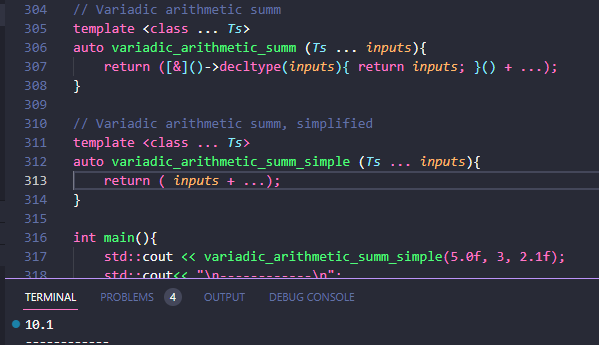 304 // Variadic arithmetic summ
305 template <class ... Ts>
306 auto variadic_arithmetic_summ (Ts ... inputs){
307 return ([&]()->decltype(inputs){ return inputs; }() + ...);
308 }
309
310 // Variadic arithmetic summ, simplified
311 template <class ... Ts>
312 auto variadic_arithmetic_summ_simple (Ts ... inputs){
313 return ( inputs + ...);
314 }
315
316 int main(){
317 std::cout << variadic_arithmetic_summ_simple(5.0f, 3, 2.1f);
318 std::cout<< "\n------------\n";
TERMINAL PROBLEMS 4 OUTPUT DEBUG CONSOLE
10.1
------------